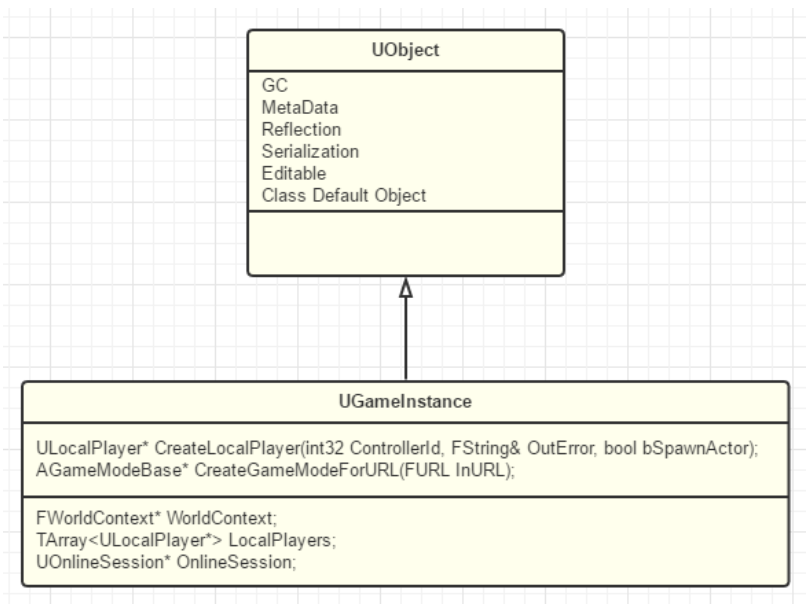 UObject
GC
MetaData
Reflection
Serialization
Editable
Class Default Object
UGameInstance
ULocalPlayer* CreateLocalPlayer(int32 ControllerId, FString& OutError, bool bSpawnActor);
AGameModeBase* CreateGameModeForURL(FURL InURL);
FWorldContext* WorldContext;
TArray<ULocalPlayer*> LocalPlayers;
UOnlineSession* OnlineSession;